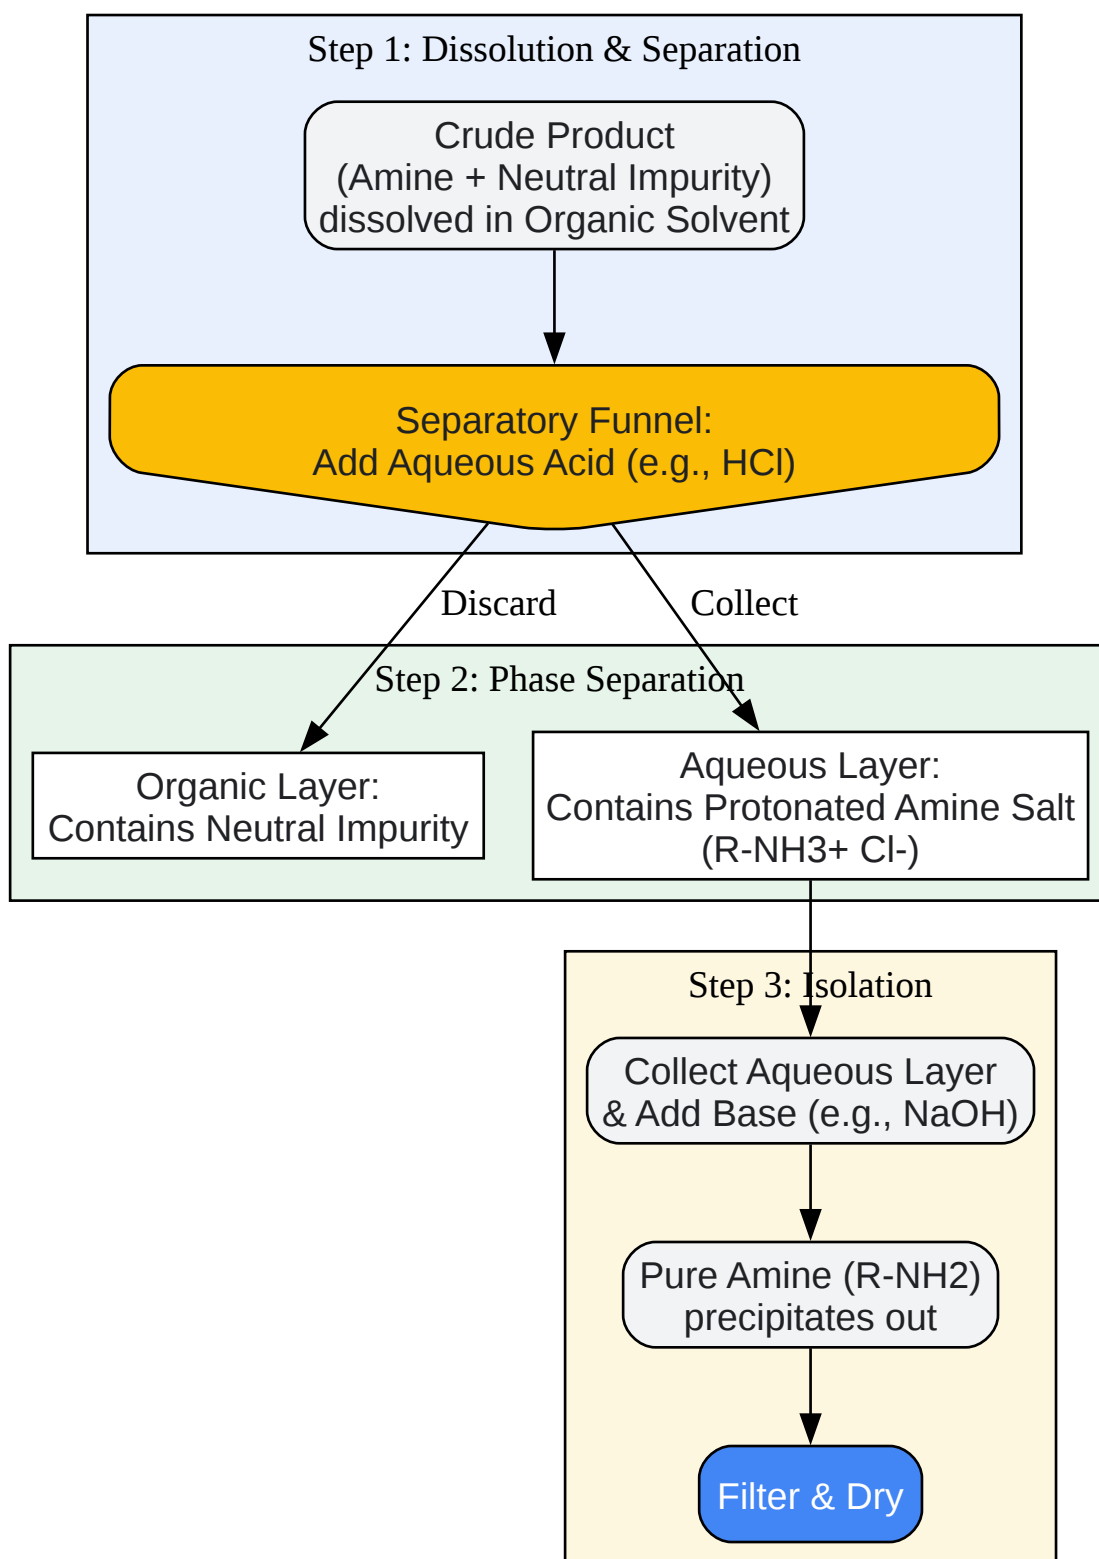 Step 1: Dissolution & Separation
Crude Product
(Amine + Neutral Impurity)
dissolved in Organic Solvent
Separatory Funnel:
Add Aqueous Acid (e.g., HCl)
Discard
Collect
Step 2: Phase Separation
Organic Layer:
Contains Neutral Impurity
Aqueous Layer:
Contains Protonated Amine Salt
(R-NH3+ Cl-)
Step 3: Isolation
Collect Aqueous Layer
& Add Base (e.g., NaOH)
Pure Amine (R-NH2)
precipitates out
Filter & Dry